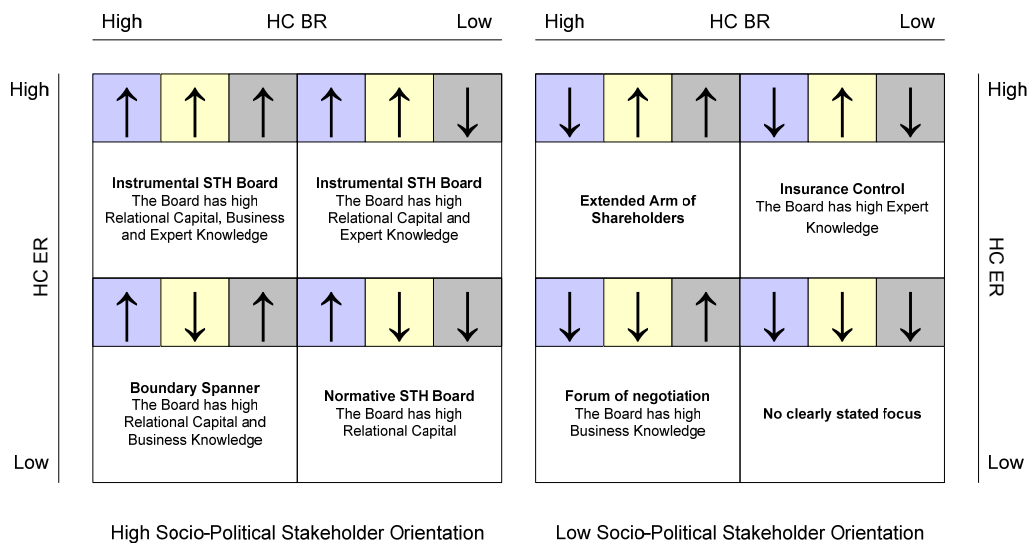 High HC BR Low
High HC BR Low
High
High
Instrumental STH Board
The Board has high
Relational Capital, Business
and Expert Knowledge
Instrumental STH Board
The Board has high
Relational Capital and
Expert Knowledge
Extended Arm of
Shareholders
Insurance Control
The Board has high Expert
Knowledge
HC ER
HC ER
Boundary Spanner
The Board has high
Relational Capital and
Business Knowledge
Normative STH Board
The Board has high
Relational Capital
Forum of negotiation
The Board has high
Business Knowledge
No clearly stated focus
Low
Low
High Socio-Political Stakeholder Orientation
Low Socio-Political Stakeholder Orientation